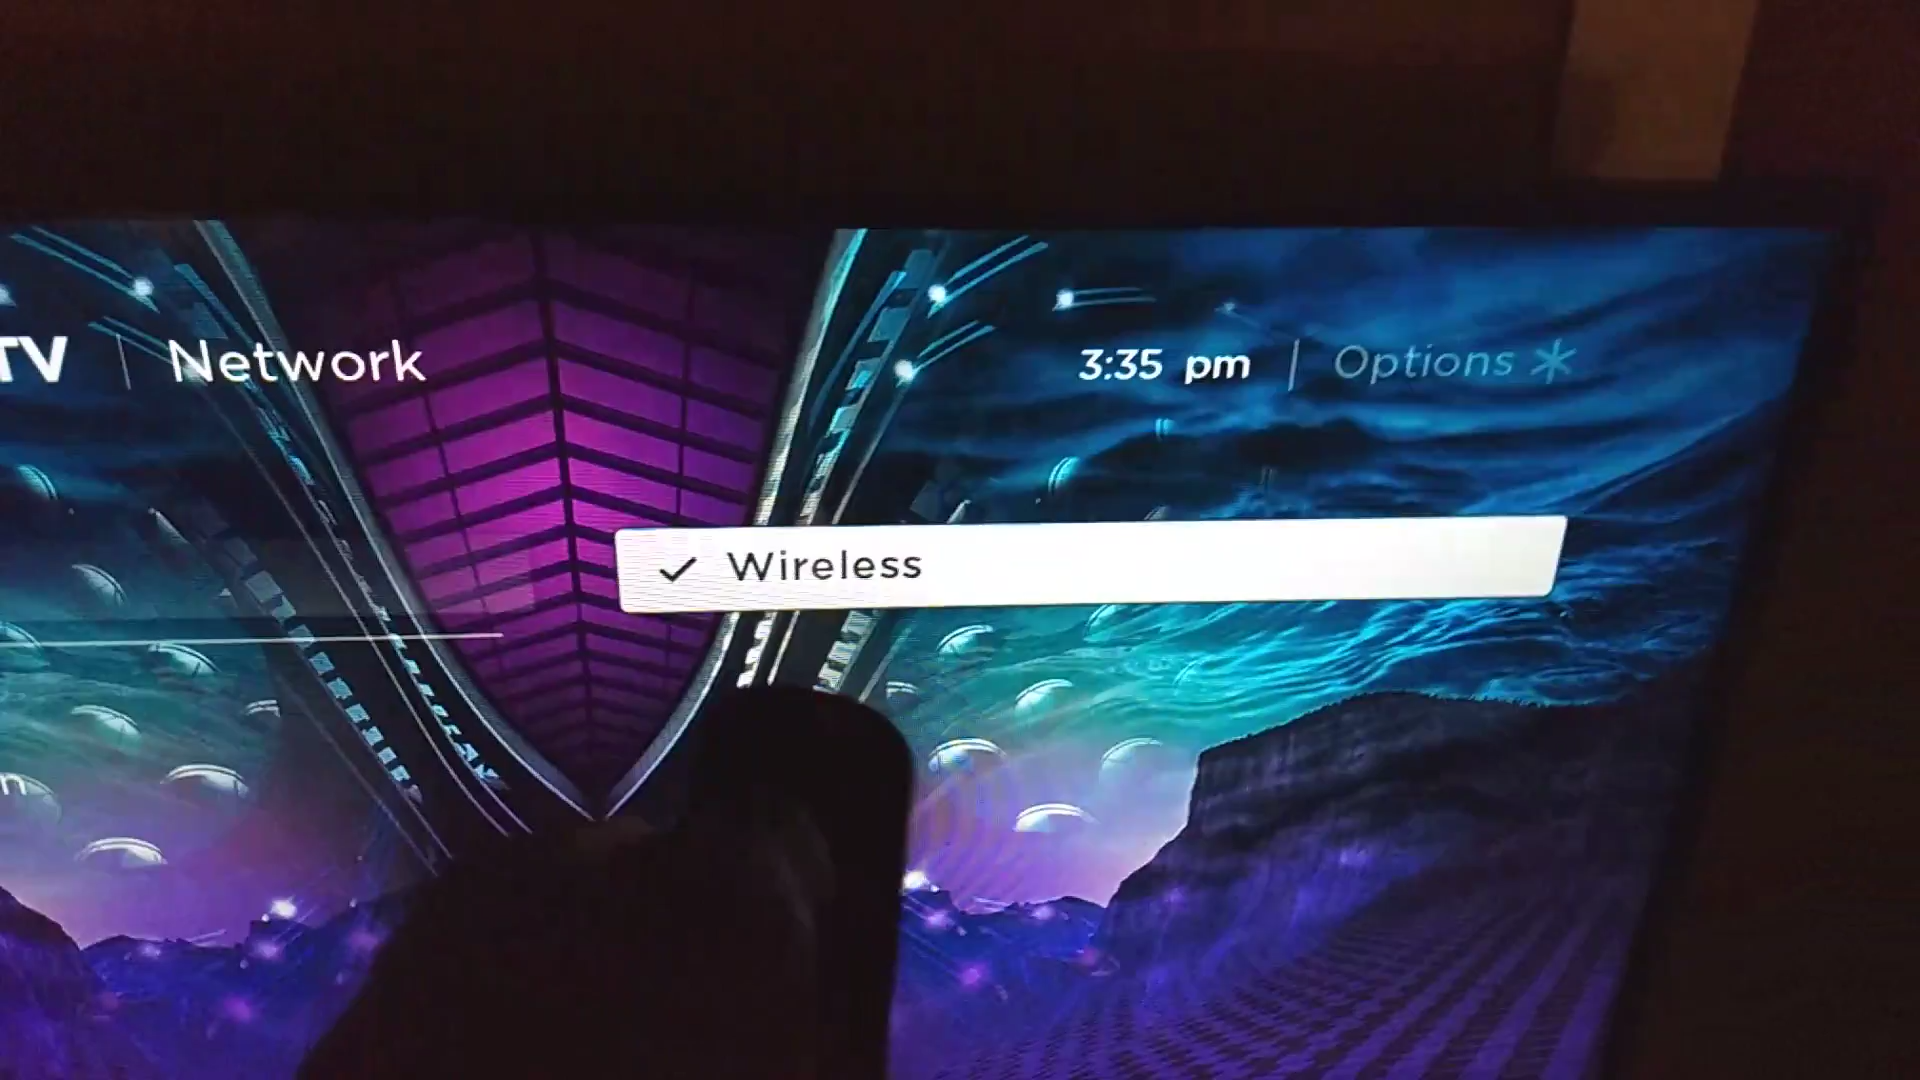 TV | Network
3:35 pm | Options *
✓ Wireless
n